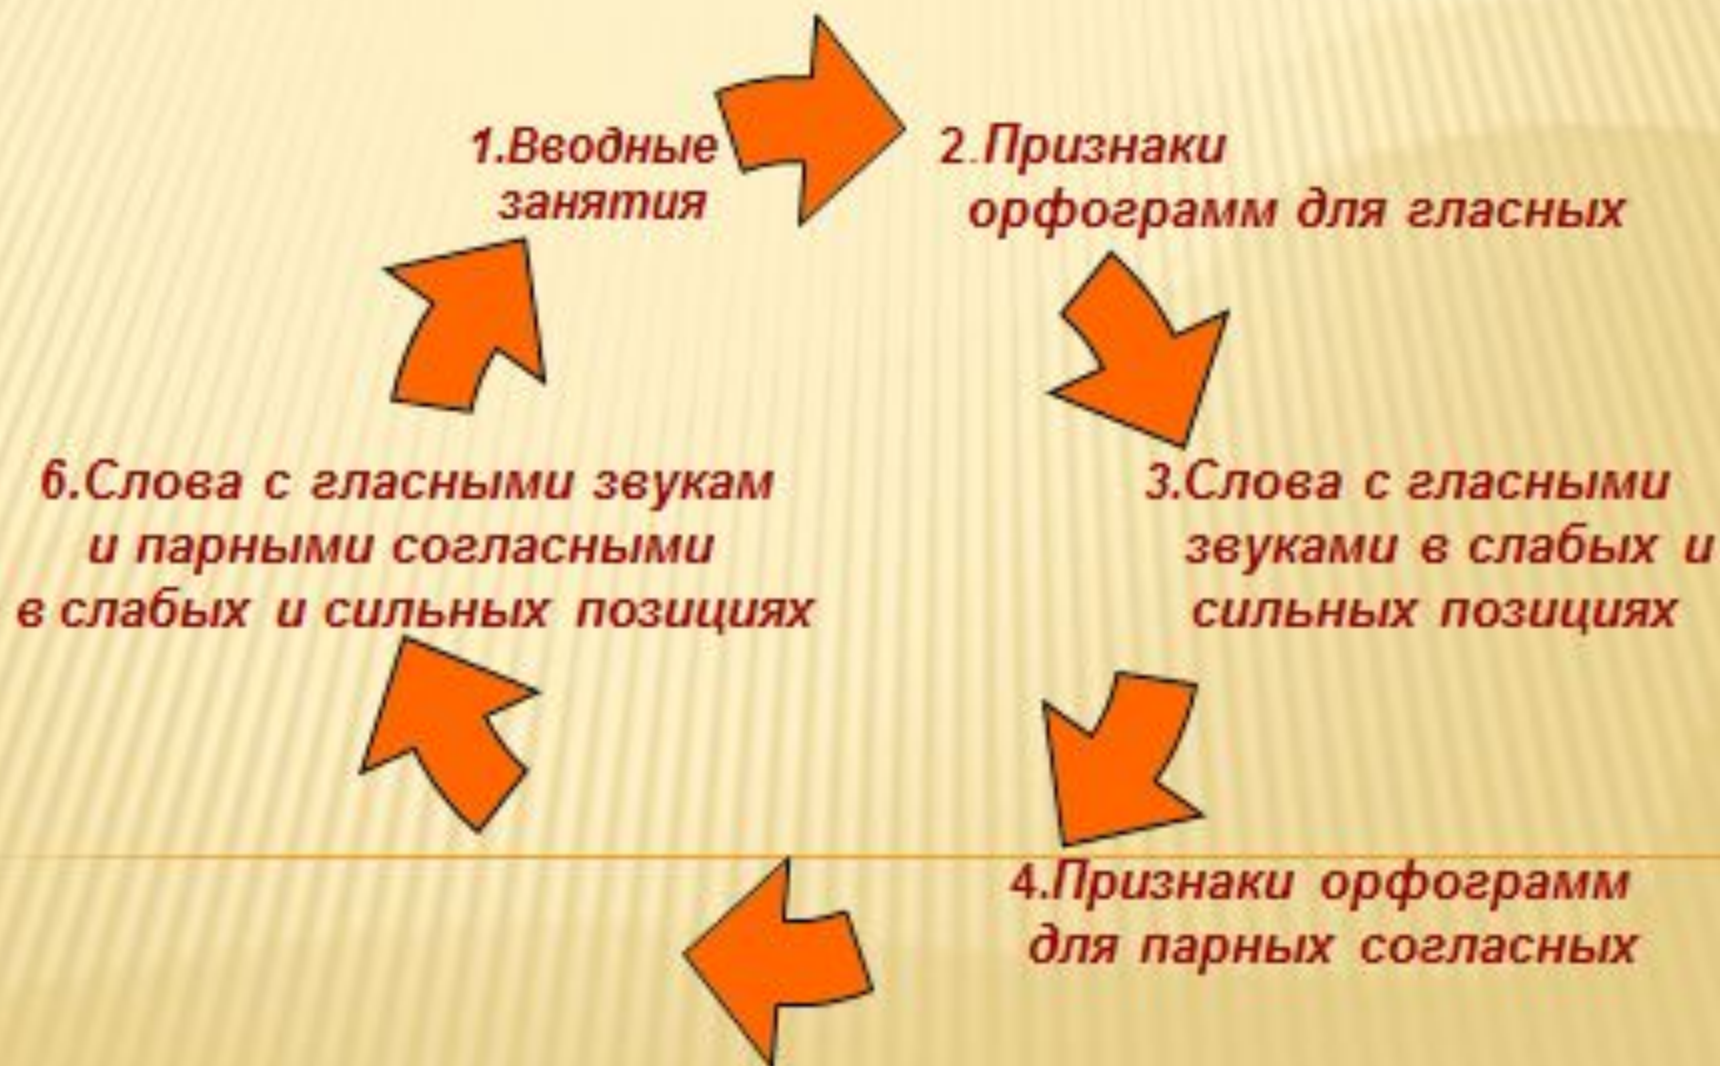 1.Вводные
занятия
2.Признаки
орфограмм для гласных
3.Слова с гласными
звуками в слабых и
сильных позициях
4.Признаки орфограмм
для парных согласных
6.Слова с гласными звукам
и парными согласными
в слабых и сильных позициях